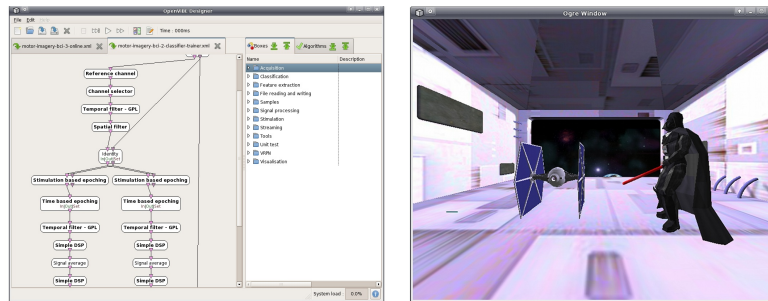 OpenViBE Designer
File Edit Help
Time : 000ms
motor-imagery-bci-3-online.xml motor-imagery-bci-2-classifier-trainer.xml
Reference channel
Channel selector
Temporal filter - GPL
Spatial filter
Identity
Stimulation based epoching Stimulation based epoching
Time based epoching Time based epoching
Temporal filter - GPL Temporal filter - GPL
Simple DSP Simple DSP
Signal average Signal average
Simple DSP Simple DSP
Boxes Algorithms
Name Description
Acquisition
Classification
Feature extraction
File reading and writing
Samples
Signal processing
Stimulation
Streaming
Tools
Unit test
VRPN
Visualisation
System load : 0.0%
Ogre Window